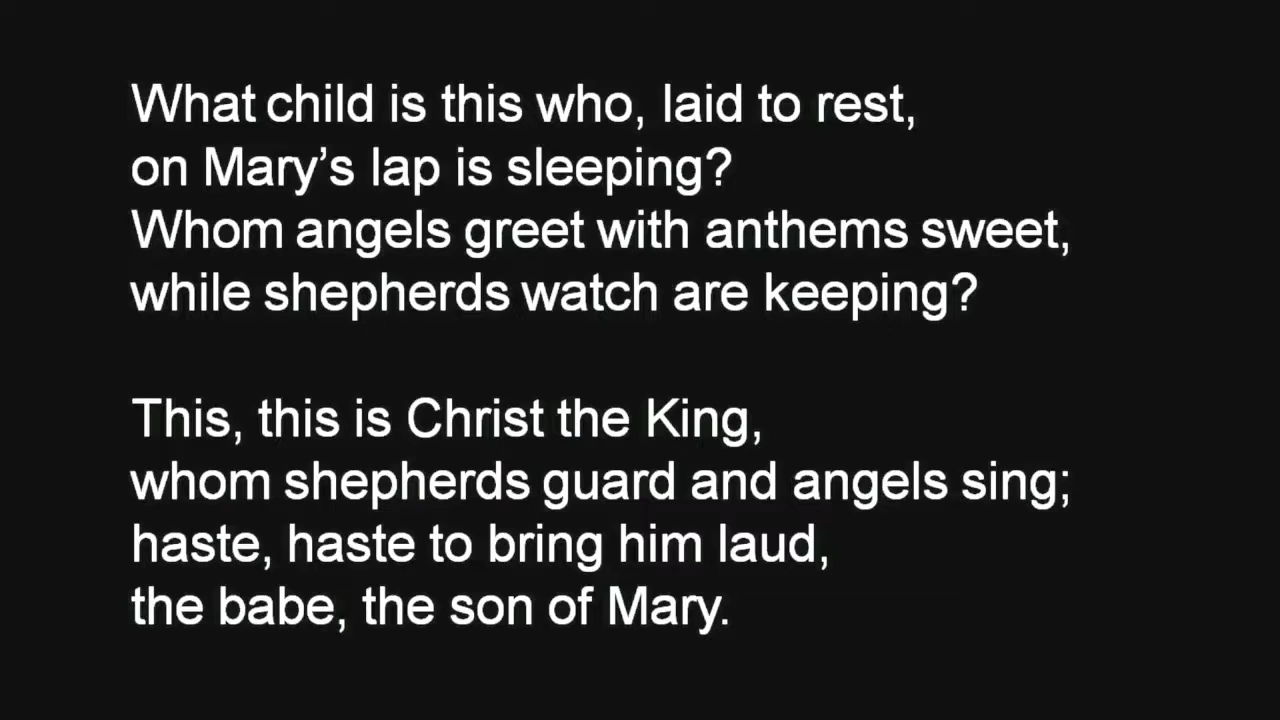 What child is this who, laid to rest,
on Mary’s lap is sleeping?
Whom angels greet with anthems sweet,
while shepherds watch are keeping?
This, this is Christ the King,
whom shepherds guard and angels sing;
haste, haste to bring him laud,
the babe, the son of Mary.